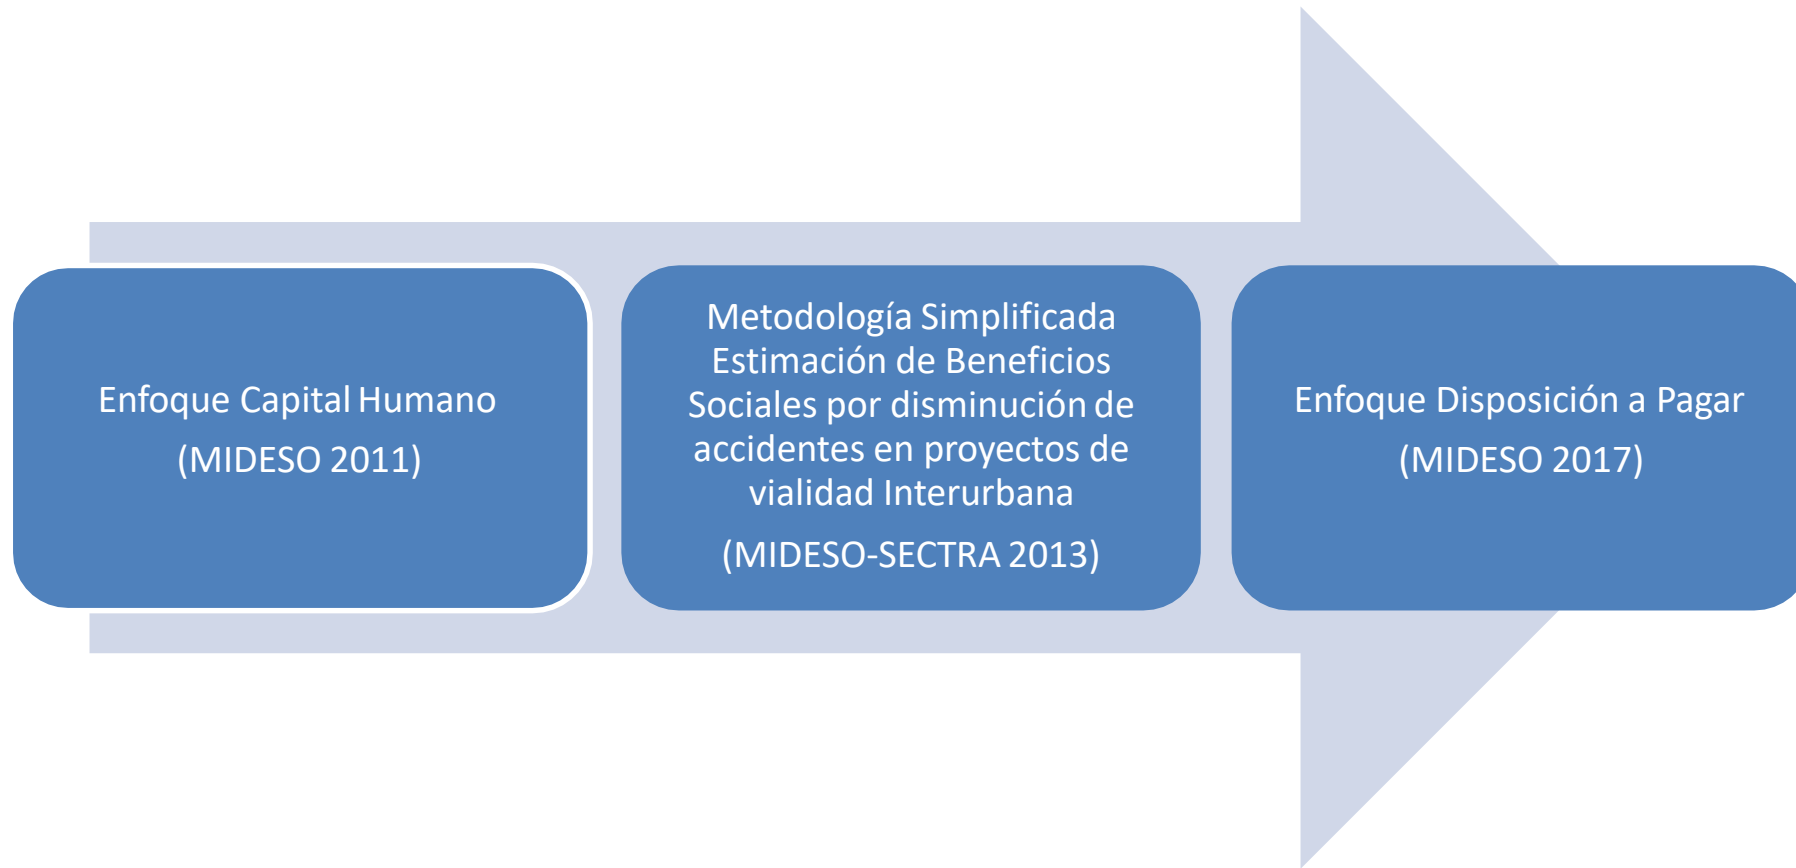 Enfoque Capital Humano
(MIDESO 2011)
Metodología Simplificada
Estimación de Beneficios
Sociales por disminución de
accidentes en proyectos de
vialidad Interurbana
(MIDESO-SECTRA 2013)
Enfoque Disposición a Pagar
(MIDESO 2017)